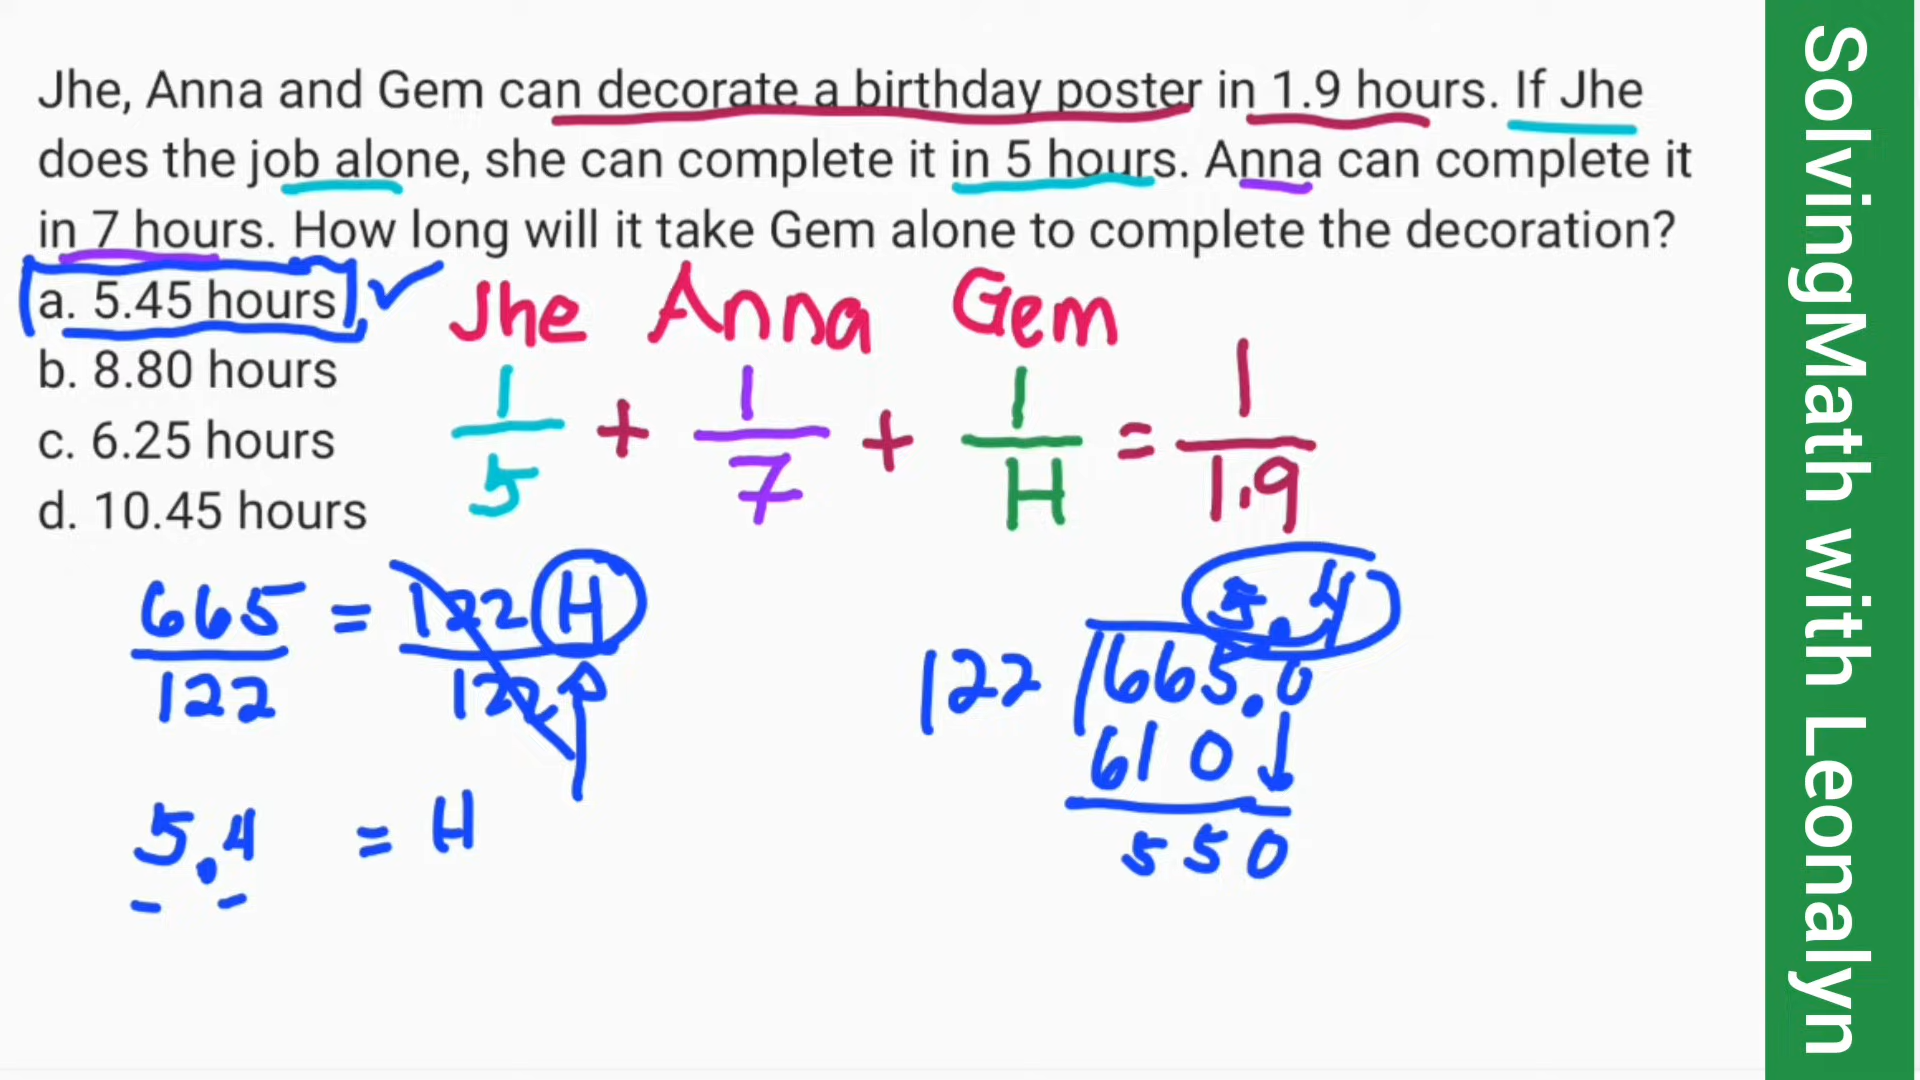 Jhe, Anna and Gem can decorate a birthday poster in 1.9 hours. If Jhe
does the job alone, she can complete it in 5 hours. Anna can complete it
in 7 hours. How long will it take Gem alone to complete the decoration?
a. 5.45 hours ✓
b. 8.80 hours
c. 6.25 hours
d. 10.45 hours
Jhe Anna Gem
1/5 + 1/7 + 1/H = 1/1.9
665/122 = 122H/122
5.4 = H
5.4
122 665.0
610
550
SolvingMath with Leonalyn